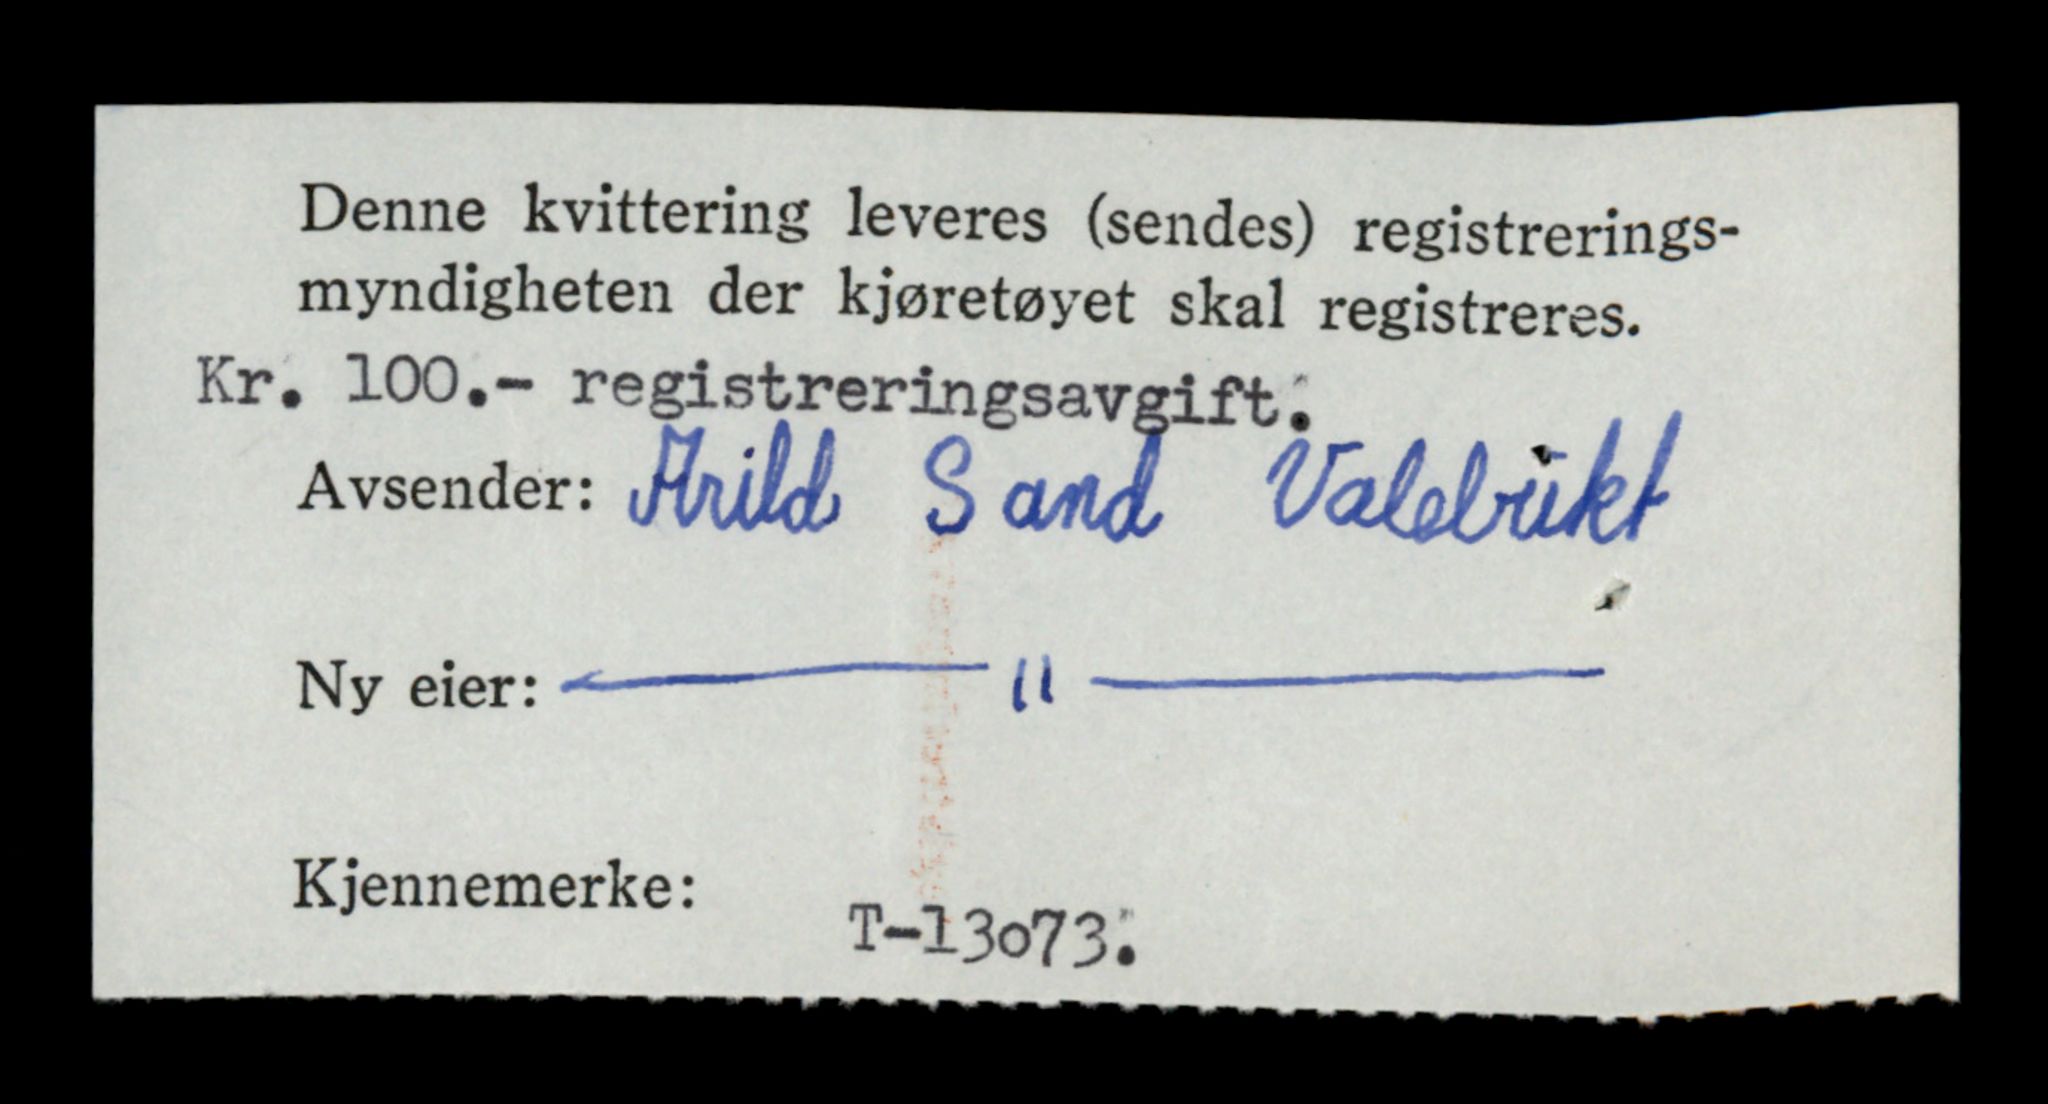 Denne kvittering leveres (sendes) registrerings-
myndigheten der kjøretøyet skal registreres.
Kr. 100.- registreringsavgift.
Avsender: Arild Sand Valebukt
Ny eier: — " —
Kjennemerke:
T-13073.